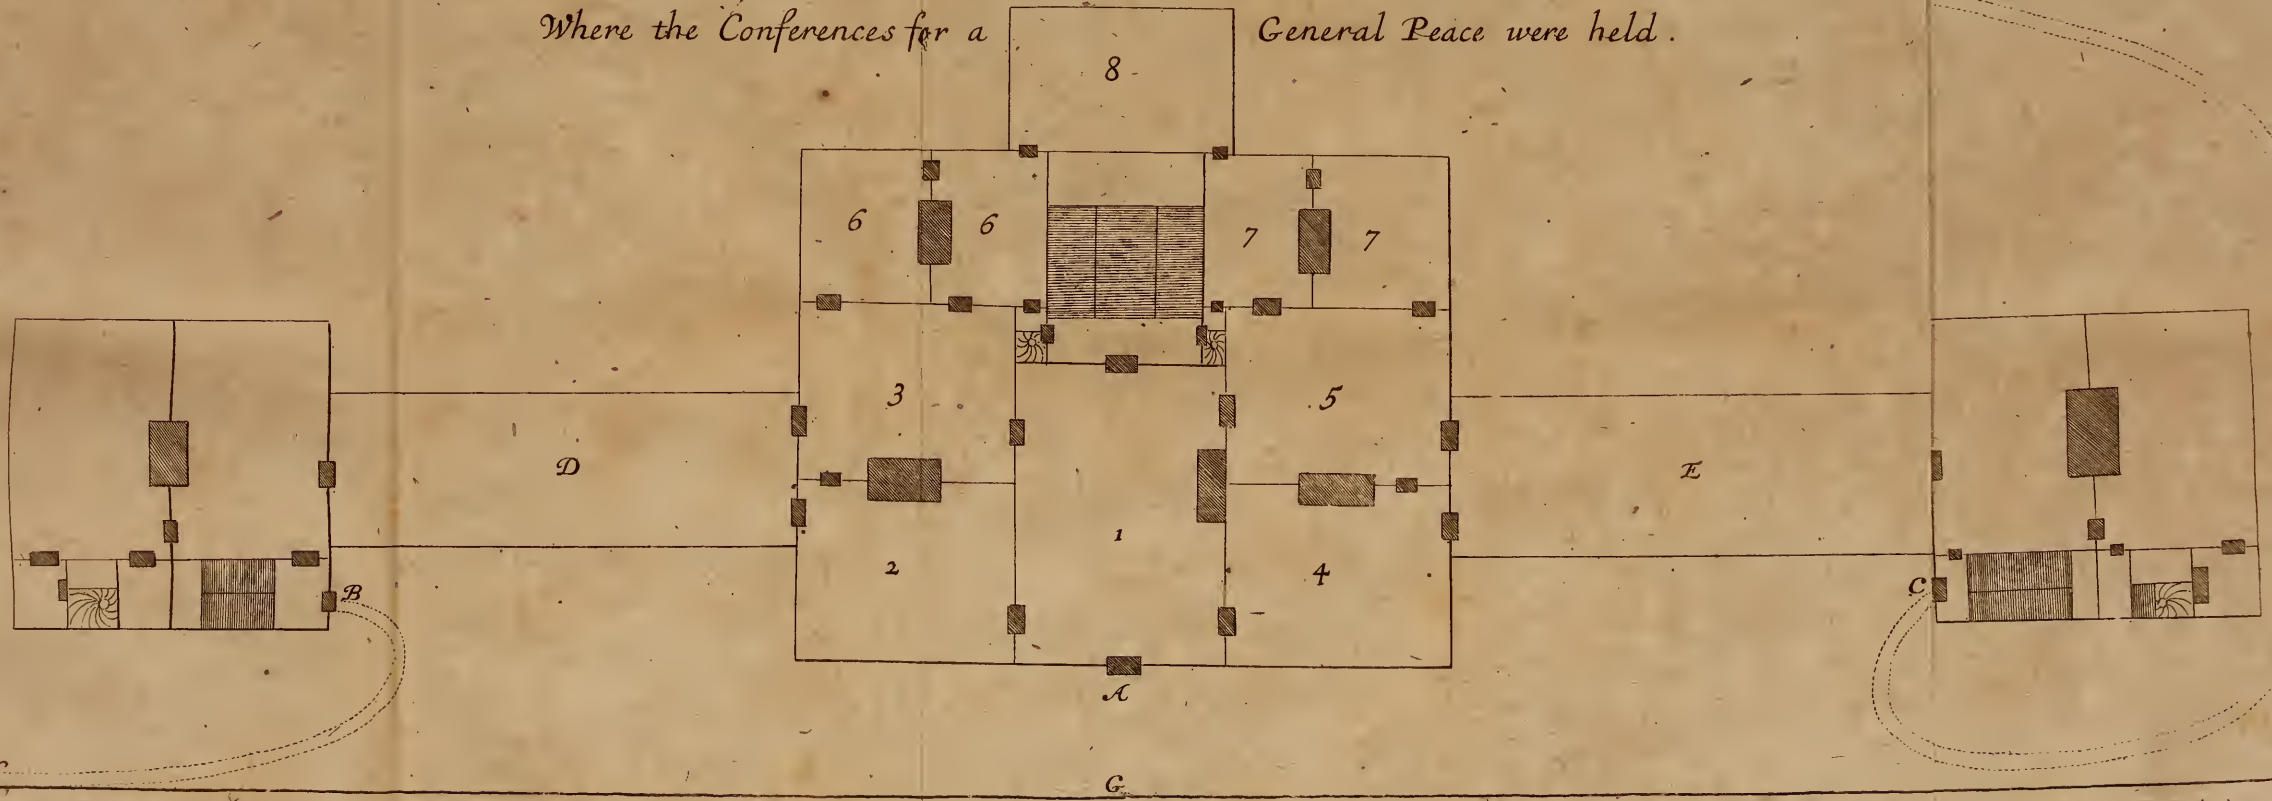 Where the Conferences for a General Peace were held.
8
6 6 7 7
3 5
D E
1
2 4
B C
A
G